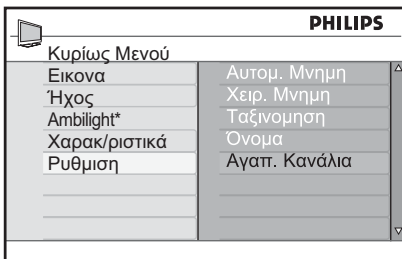 PHILIPS
Κυρίως Μενού
Εικονα
Ήχος
Ambilight*
Χαρακ/ριστικά
Ρυθμιση
Αυτομ. Μνημη
Χειρ. Μνημη
Ταξινομηση
Όνομα
Αγαπ. Κανάλια